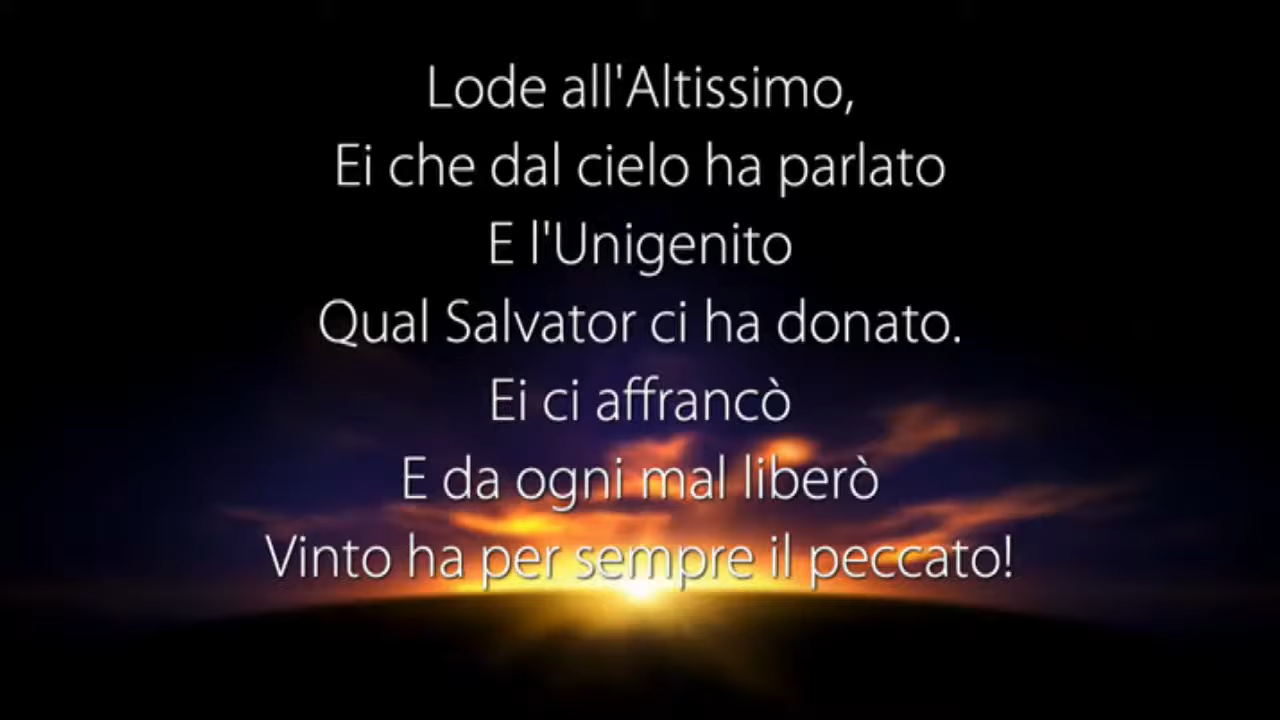 Lode all'Altissimo,
Ei che dal cielo ha parlato
E l'Unigenito
Qual Salvator ci ha donato.
Ei ci affrancò
E da ogni mal liberò
Vinto ha per sempre il peccato!